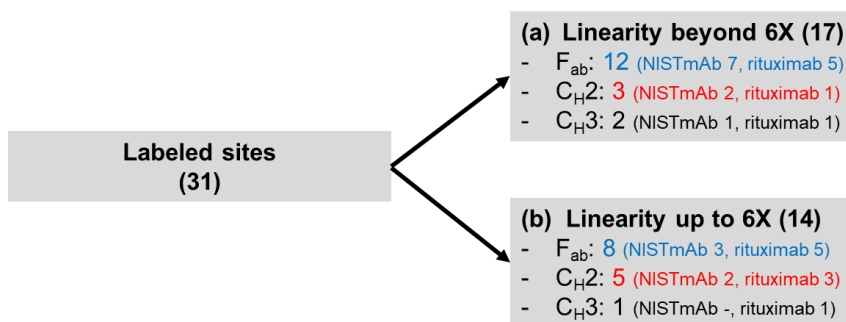 Labeled sites
(31)
(a) Linearity beyond 6X (17)
- Fab: 12 (NISTmAb 7, rituximab 5)
- CH2: 3 (NISTmAb 2, rituximab 1)
- CH3: 2 (NISTmAb 1, rituximab 1)
(b) Linearity up to 6X (14)
- Fab: 8 (NISTmAb 3, rituximab 5)
- CH2: 5 (NISTmAb 2, rituximab 3)
- CH3: 1 (NISTmAb -, rituximab 1)